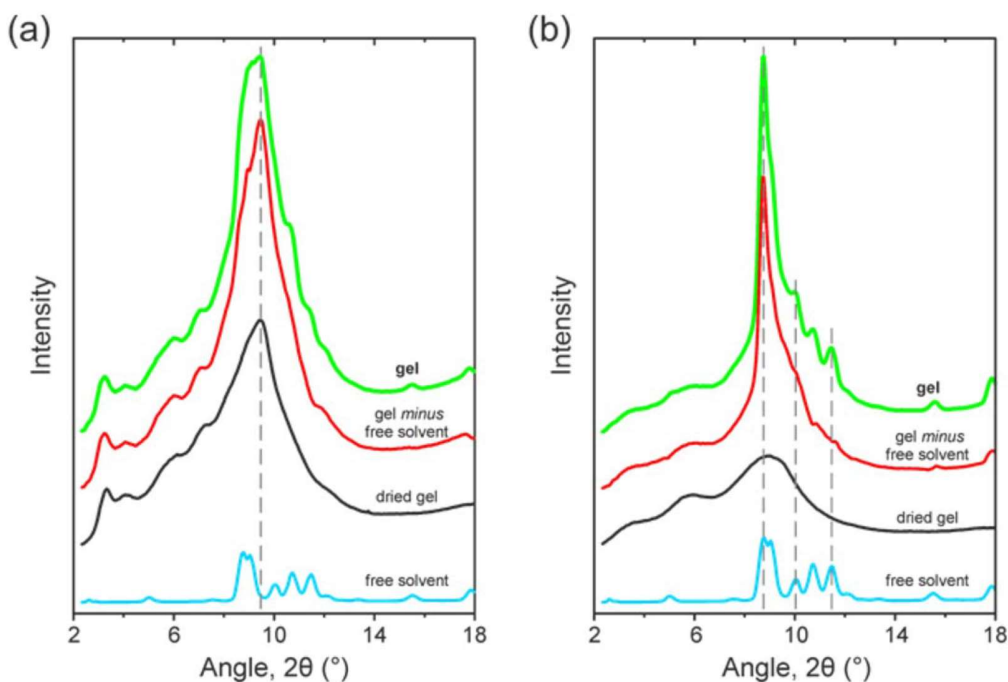 (a)
Intensity
gel
gel minus
free solvent
dried gel
free solvent
2 6 10 14 18
Angle, 2θ (°)
(b)
Intensity
gel
gel minus
free solvent
dried gel
free solvent
2 6 10 14 18
Angle, 2θ (°)